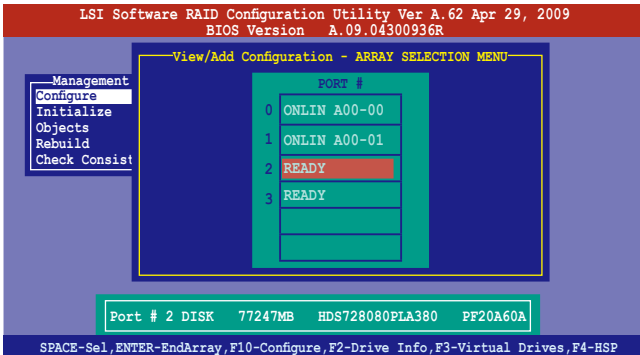 LSI Software RAID Configuration Utility Ver A.62 Apr 29, 2009
BIOS Version A.09.04300936R
View/Add Configuration - ARRAY SELECTION MENU
Management
Configure
Initialize
Objects
Rebuild
Check Consist
PORT #
0 ONLIN A00-00
1 ONLIN A00-01
2 READY
3 READY
Port # 2 DISK 77247MB HDS728080PLA380 PF20A60A
SPACE-Sel,ENTER-EndArray,F10-Configure,F2-Drive Info,F3-Virtual Drives,F4-HSP